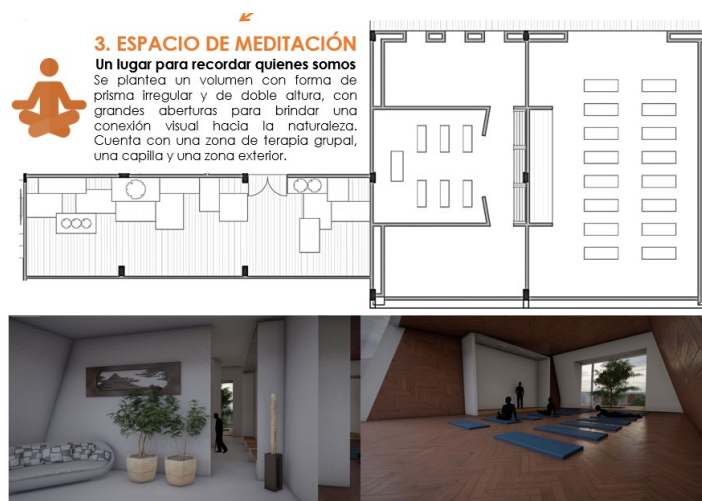 3. ESPACIO DE MEDITACIÓN
Un lugar para recordar quienes somos
Se plantea un volumen con forma de
prisma irregular y de doble altura, con
grandes aberturas para brindar una
conexión visual hacia la naturaleza.
Cuenta con una zona de terapia grupal,
una capilla y una zona exterior.